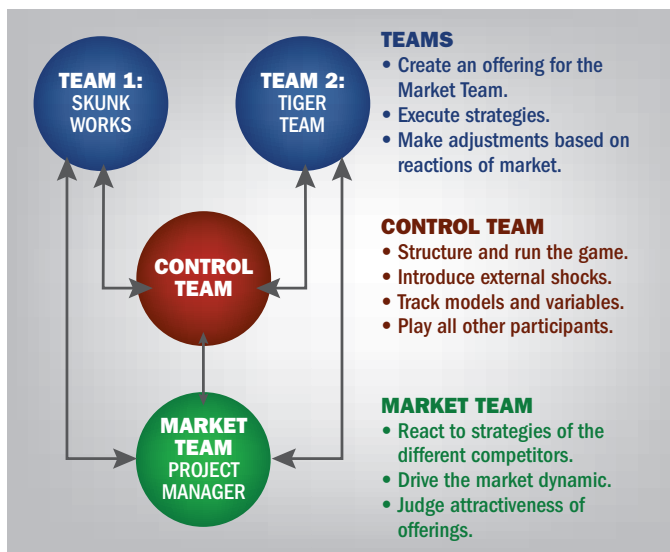 TEAM 1:
SKUNK
WORKS
TEAM 2:
TIGER
TEAM
CONTROL
TEAM
MARKET
TEAM
PROJECT
MANAGER
TEAMS
• Create an offering for the
Market Team.
• Execute strategies.
• Make adjustments based on
reactions of market.
CONTROL TEAM
• Structure and run the game.
• Introduce external shocks.
• Track models and variables.
• Play all other participants.
MARKET TEAM
• React to strategies of the
different competitors.
• Drive the market dynamic.
• Judge attractiveness of
offerings.